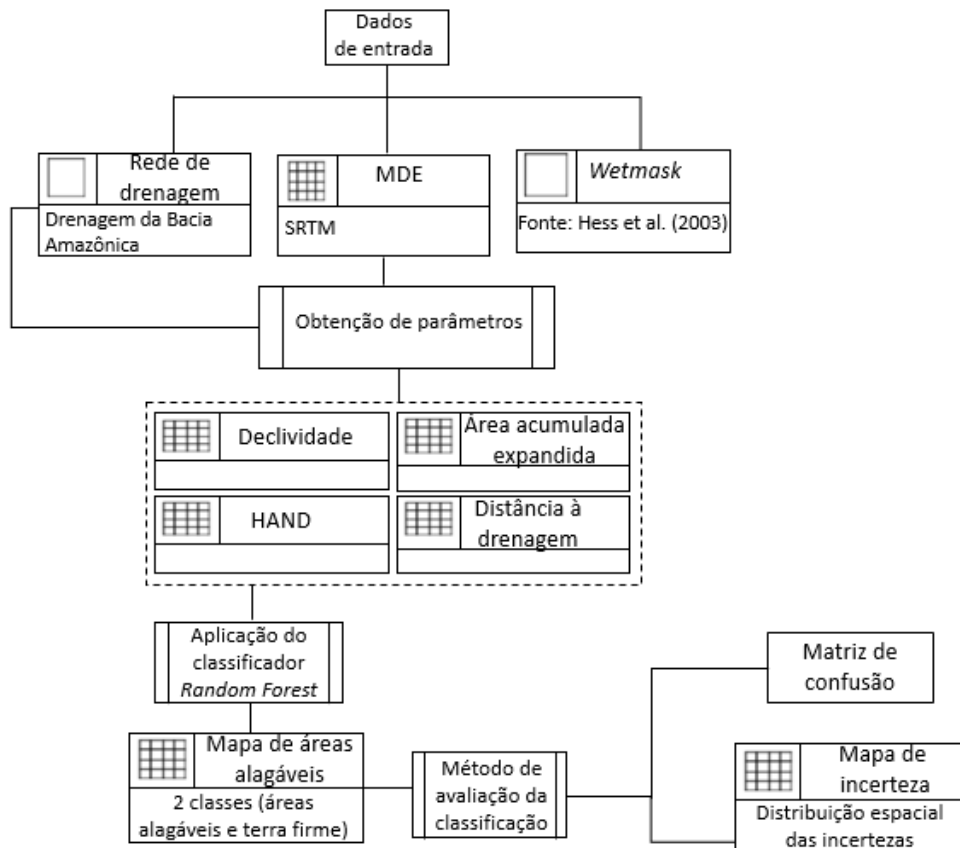 Dados
de entrada
Rede de
drenagem
Drenagem da Bacia
Amazônica
MDE
SRTM
Wetmask
Fonte: Hess et al. (2003)
Obtenção de parâmetros
Declividade
Área acumulada
expandida
HAND
Distância à
drenagem
Aplicação do
classificador
Random Forest
Mapa de áreas
alagáveis
2 classes (áreas
alagáveis e terra firme)
Método de
avaliação da
classificação
Matriz de
confusão
Mapa de
incerteza
Distribuição espacial
das incertezas